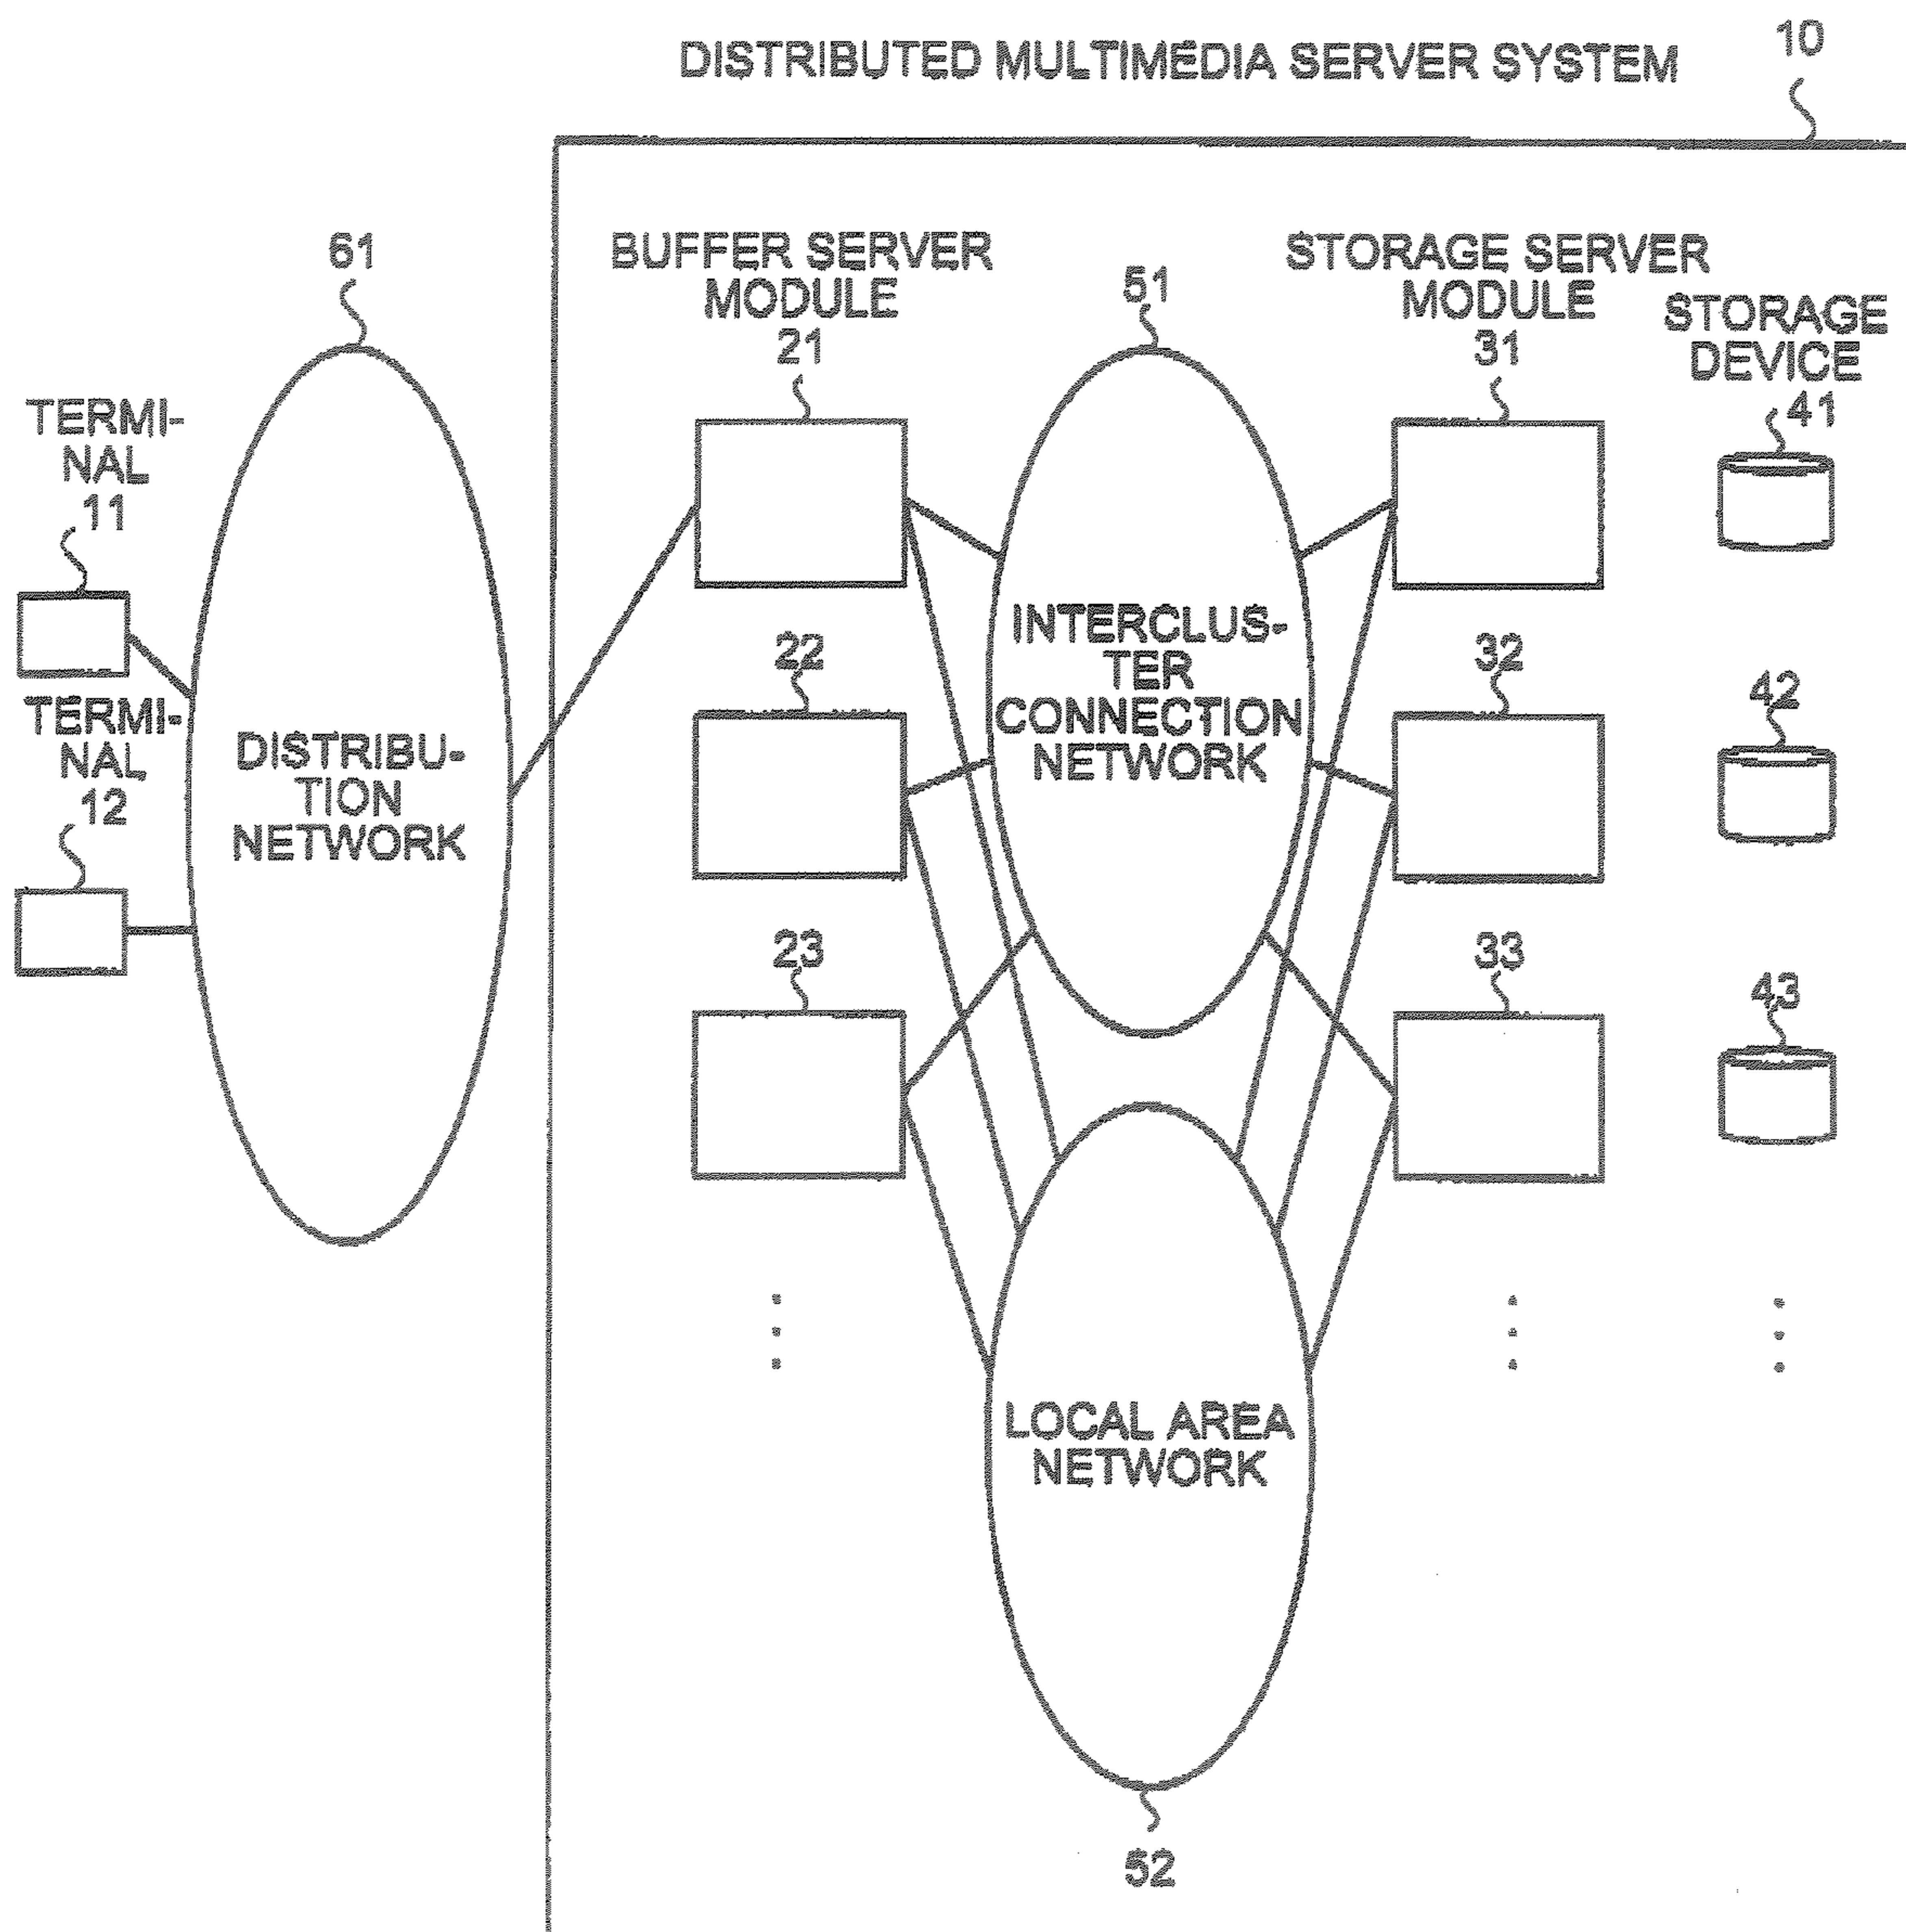 DISTRIBUTED MULTIMEDIA SERVER SYSTEM
10
61
BUFFER SERVER
MODULE
21
51
STORAGE SERVER
MODULE
31
STORAGE
DEVICE
41
TERMI-
NAL
11
TERMI-
NAL
12
DISTRIBU-
TION
NETWORK
22
INTERCLUS-
TER
CONNECTION
NETWORK
32
42
23
33
43
LOCAL AREA
NETWORK
52